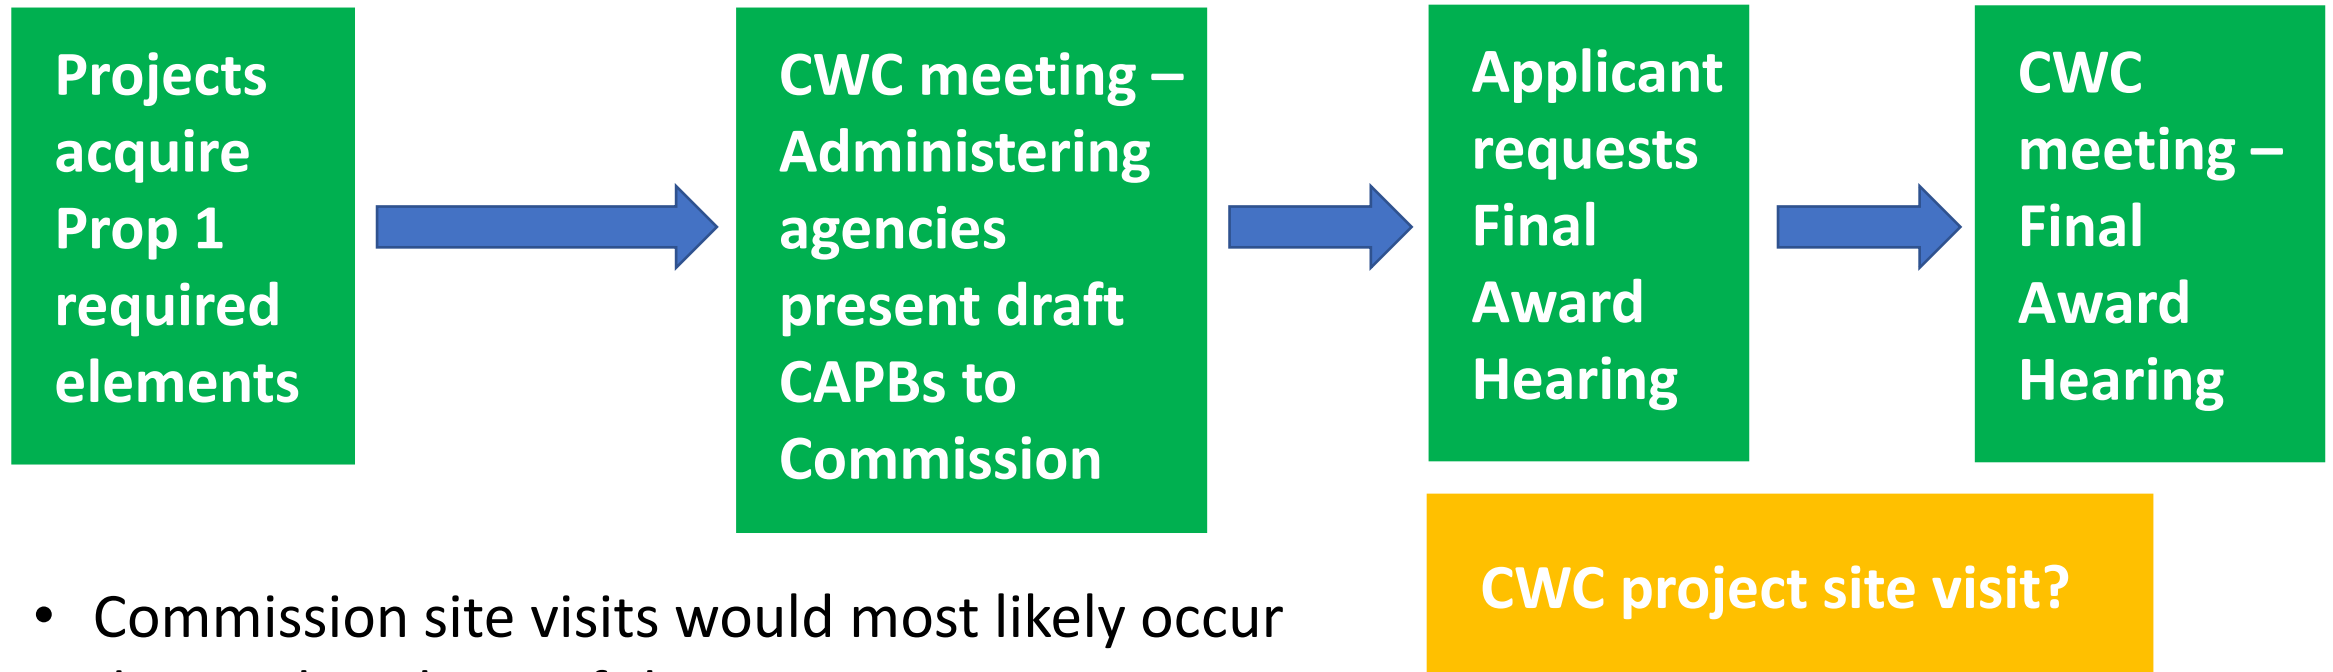 Projects
acquire
Prop 1
required
elements
CWC meeting –
Administering
agencies
present draft
CAPBs to
Commission
Applicant
requests
Final
Award
Hearing
CWC
meeting –
Final
Award
Hearing
CWC project site visit?
• Commission site visits would most likely occur